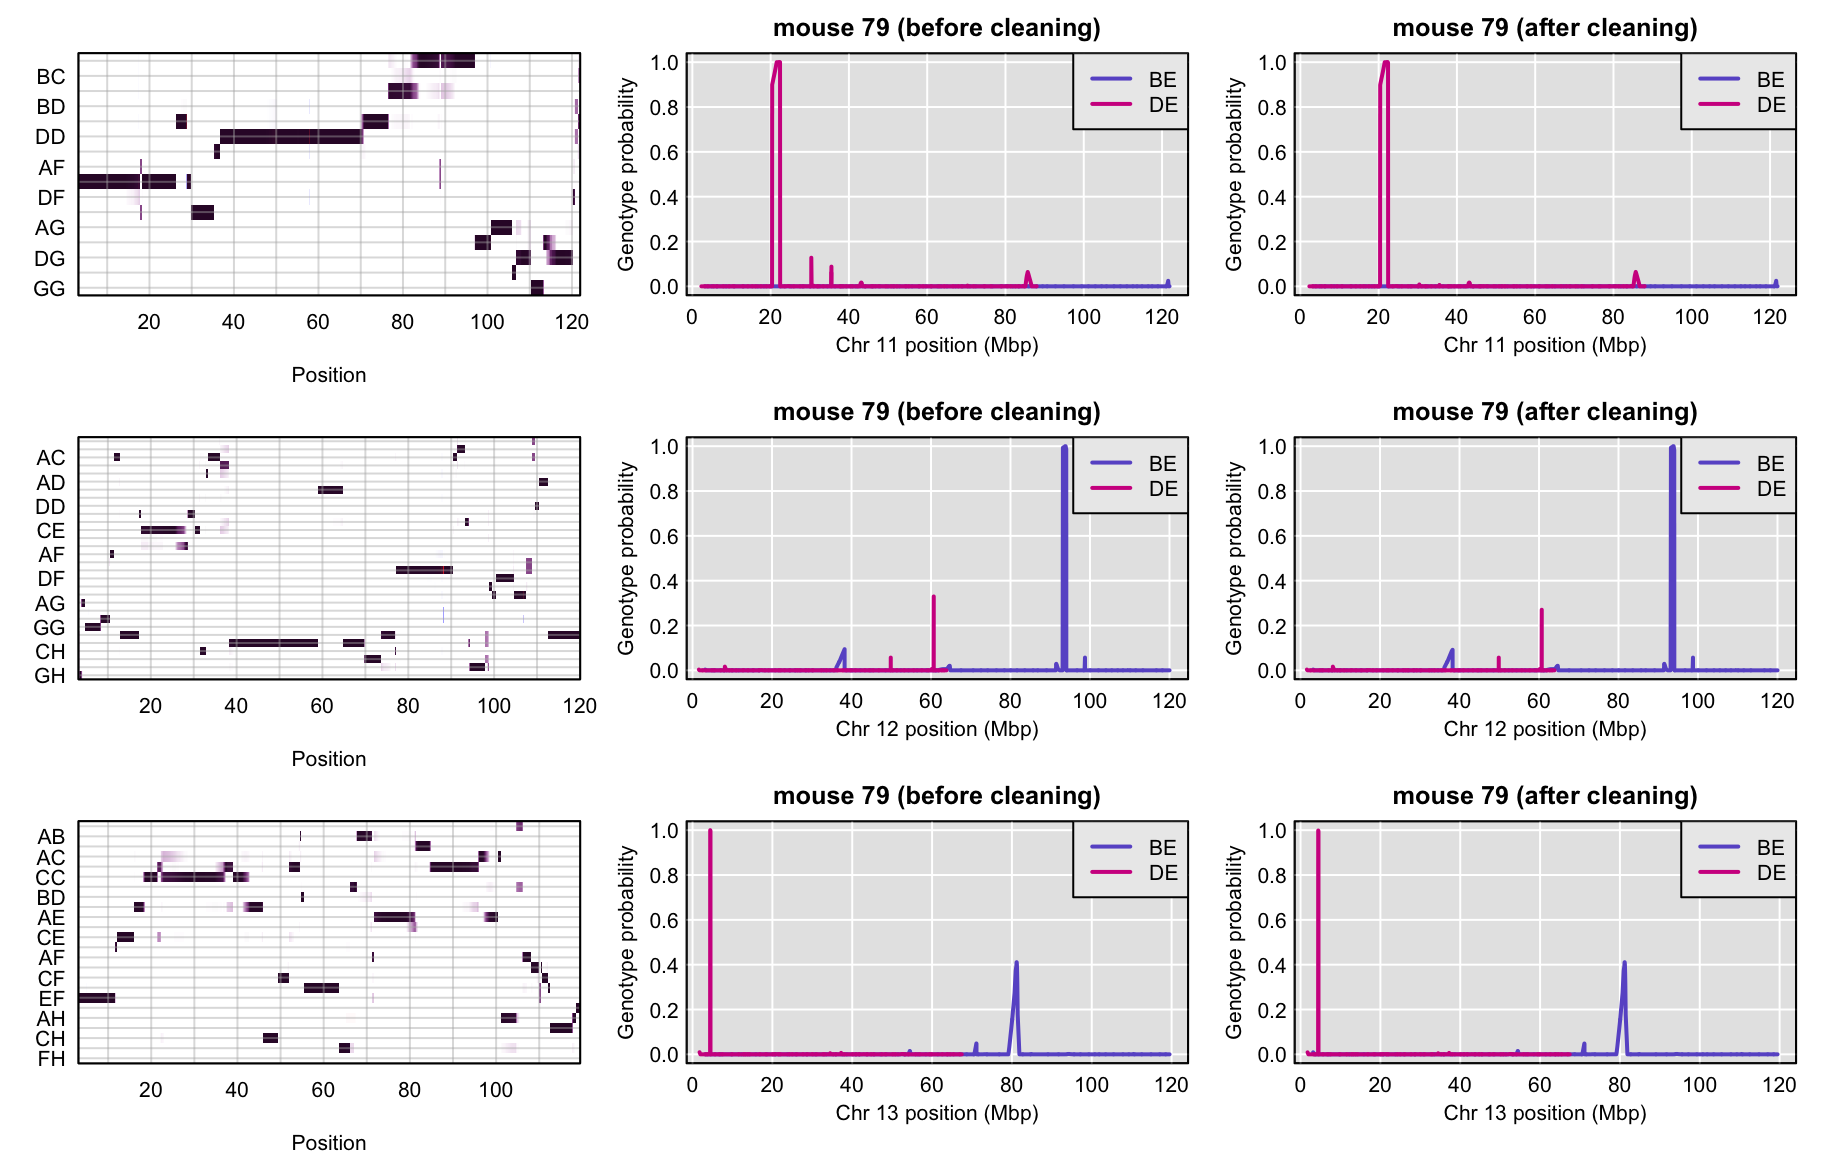 BC
BD
DD
AF
DF
AG
DG
GG
20 40 60 80 100 120
Position
mouse 79 (before cleaning)
Genotype probability
1.0
0.8
0.6
0.4
0.2
0.0
BE
DE
0 20 40 60 80 100 120
Chr 11 position (Mbp)
mouse 79 (after cleaning)
Genotype probability
1.0
0.8
0.6
0.4
0.2
0.0
BE
DE
0 20 40 60 80 100 120
Chr 11 position (Mbp)
AC
AD
DD
CE
AF
DF
AG
GG
CH
GH
20 40 60 80 100 120
Position
mouse 79 (before cleaning)
Genotype probability
1.0
0.8
0.6
0.4
0.2
0.0
BE
DE
0 20 40 60 80 100 120
Chr 12 position (Mbp)
mouse 79 (after cleaning)
Genotype probability
1.0
0.8
0.6
0.4
0.2
0.0
BE
DE
0 20 40 60 80 100 120
Chr 12 position (Mbp)
AB
AC
CC
BD
AE
CE
AF
CF
EF
AH
CH
FH
20 40 60 80 100
Position
mouse 79 (before cleaning)
Genotype probability
1.0
0.8
0.6
0.4
0.2
0.0
BE
DE
0 20 40 60 80 100 120
Chr 13 position (Mbp)
mouse 79 (after cleaning)
Genotype probability
1.0
0.8
0.6
0.4
0.2
0.0
BE
DE
0 20 40 60 80 100 120
Chr 13 position (Mbp)